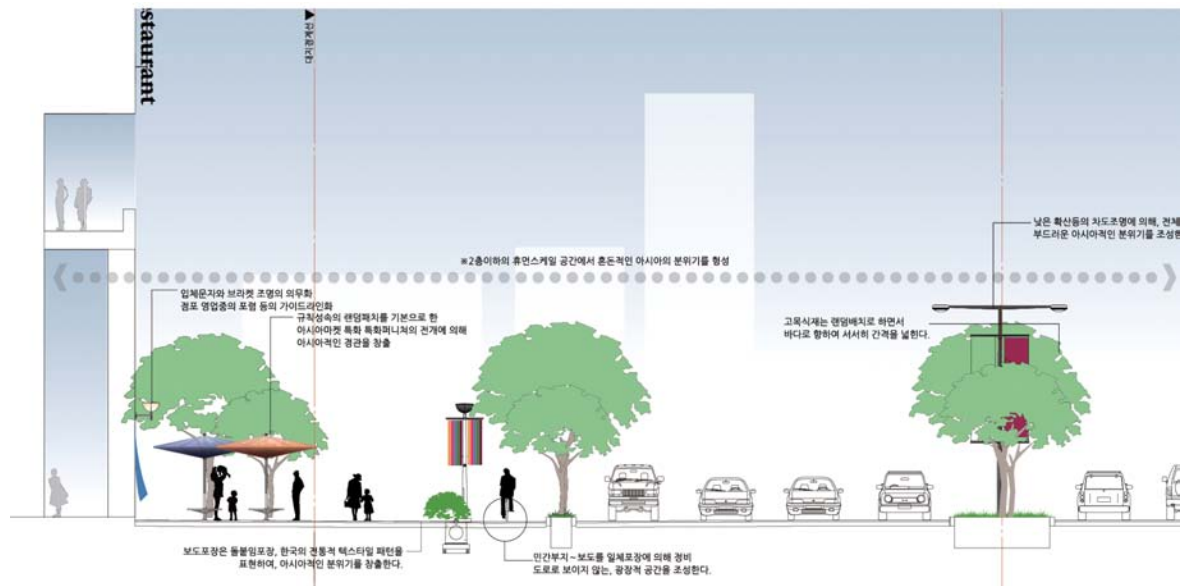 staurant
※2층이하의 휴먼스케일 공간에서 혼돈적인 아시아의 분위기를 형성
입체문자와 브라켓 조명의 의무화
점포 영업중의 포렴 등의 가이드라인화
규칙성속의 랜덤패치를 기본으로 한
아시아마켓 특화 특화퍼니쳐의 전개에 의해
아시아적인 경관을 창출
낮은 확산등의 차도조명에 의해, 전체
부드러운 아시아적인 분위기를 조성한
고목식재는 랜덤배치로 하면서
바다로 향하여 서서히 간격을 넓힌다.
보도포장은 돌붙임포장, 한국의 전통적 텍스타일 패턴을
표현하여, 아시아적인 분위기를 창출한다.
민간부지~보도를 일체포장에 의해 정비
도로로 보이지 않는, 광장적 공간을 조성한다.